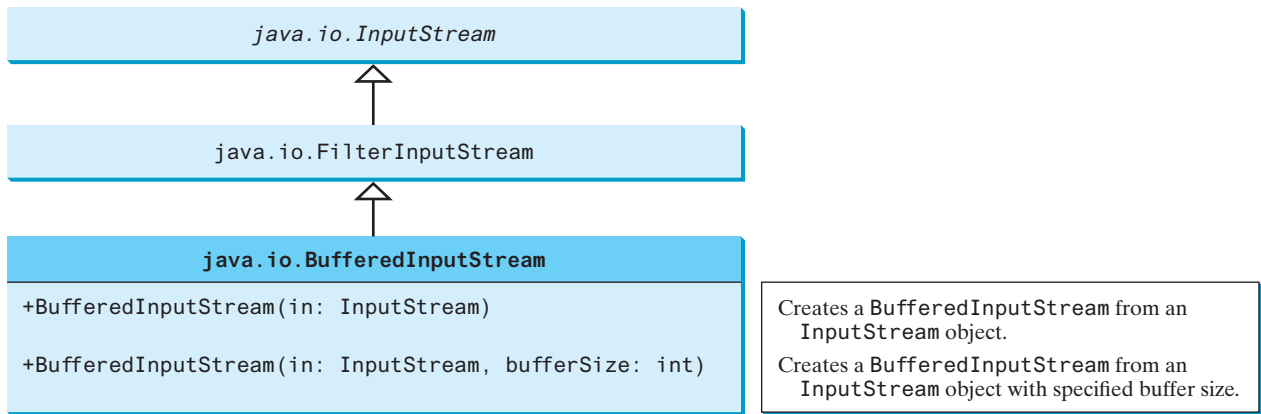 java.io.InputStream
java.io.FilterInputStream
java.io.BufferedInputStream
+BufferedInputStream(in: InputStream)
+BufferedInputStream(in: InputStream, bufferSize: int)
Creates a BufferedInputStream from an
InputStream object.
Creates a BufferedInputStream from an
InputStream object with specified buffer size.